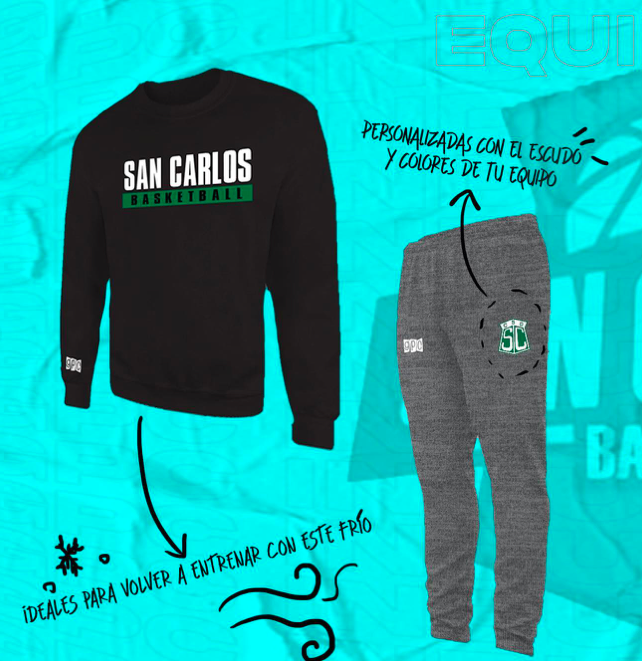 EQUI
PERSONALIZADAS CON EL ESCUDO
Y COLORES DE TU EQUIPO
SAN CARLOS
BASKETBALL
SC
BA
IDEALES PARA VOLVER A ENTRENAR CON ESTE FRÍO